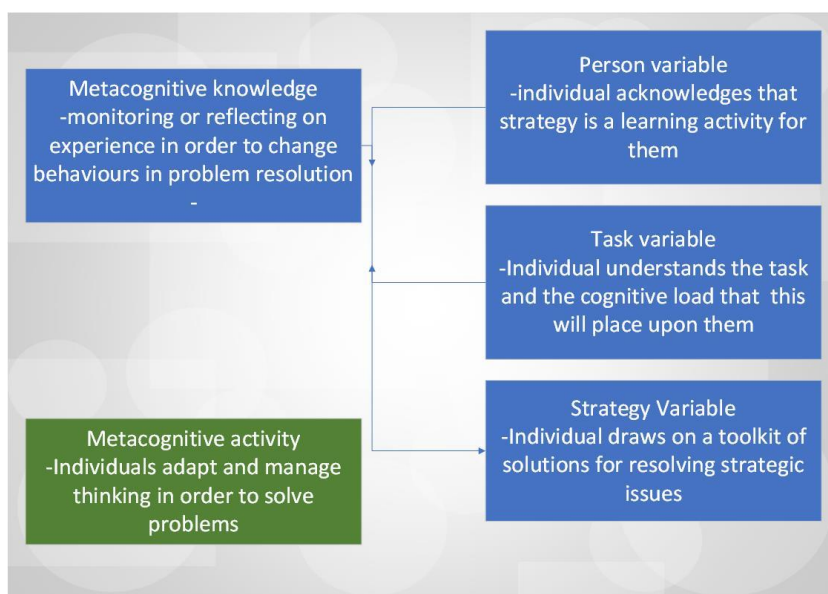 Metacognitive knowledge
-monitoring or reflecting on
experience in order to change
behaviours in problem resolution
-
Person variable
-individual acknowledges that
strategy is a learning activity for
them
Task variable
-Individual understands the task
and the cognitive load that this
will place upon them
Metacognitive activity
-Individuals adapt and manage
thinking in order to solve
problems
Strategy Variable
-Individual draws on a toolkit of
solutions for resolving strategic
issues